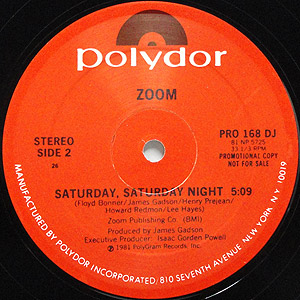 polydor
ZOOM
STEREO
SIDE 2
26
PRO 168 DJ
81 NP 5725
33 1/3 RPM
PROMOTIONAL COPY
NOT FOR SALE
SATURDAY, SATURDAY NIGHT 5:09
(Floyd Bonner/James Gadson/Henry Prejean/
Howard Redmon/Lee Hayes)
Zoom Publishing Co. (BMI)
Produced by James Gadson
Executive Producer: Isaac Gorden Powell
℗ 1981 PolyGram Records, Inc.
MANUFACTURED BY POLYDOR INCORPORATED/810 SEVENTH AVENUE, NEW YORK, N.Y. 10019